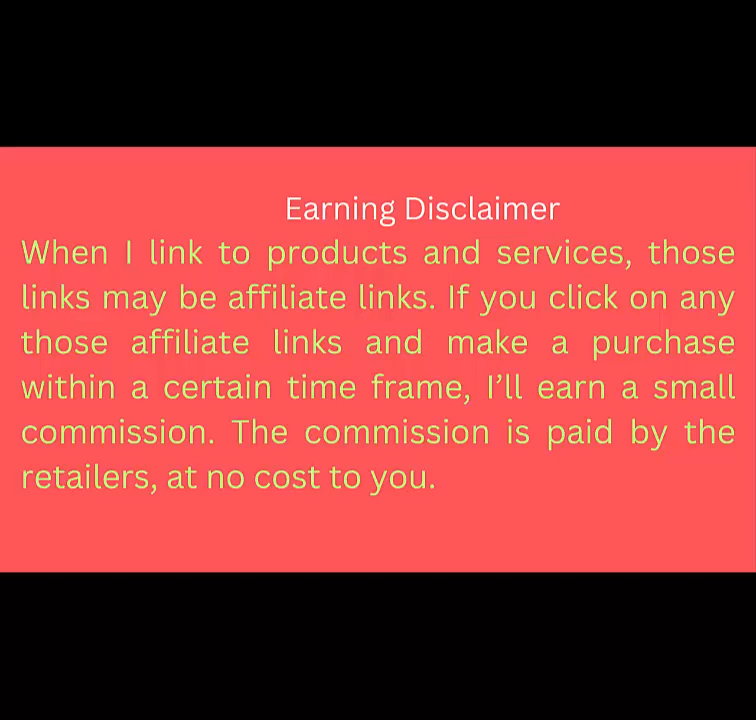 Earning Disclaimer
When I link to products and services, those
links may be affiliate links. If you click on any
those affiliate links and make a purchase
within a certain time frame, I’ll earn a small
commission. The commission is paid by the
retailers, at no cost to you.